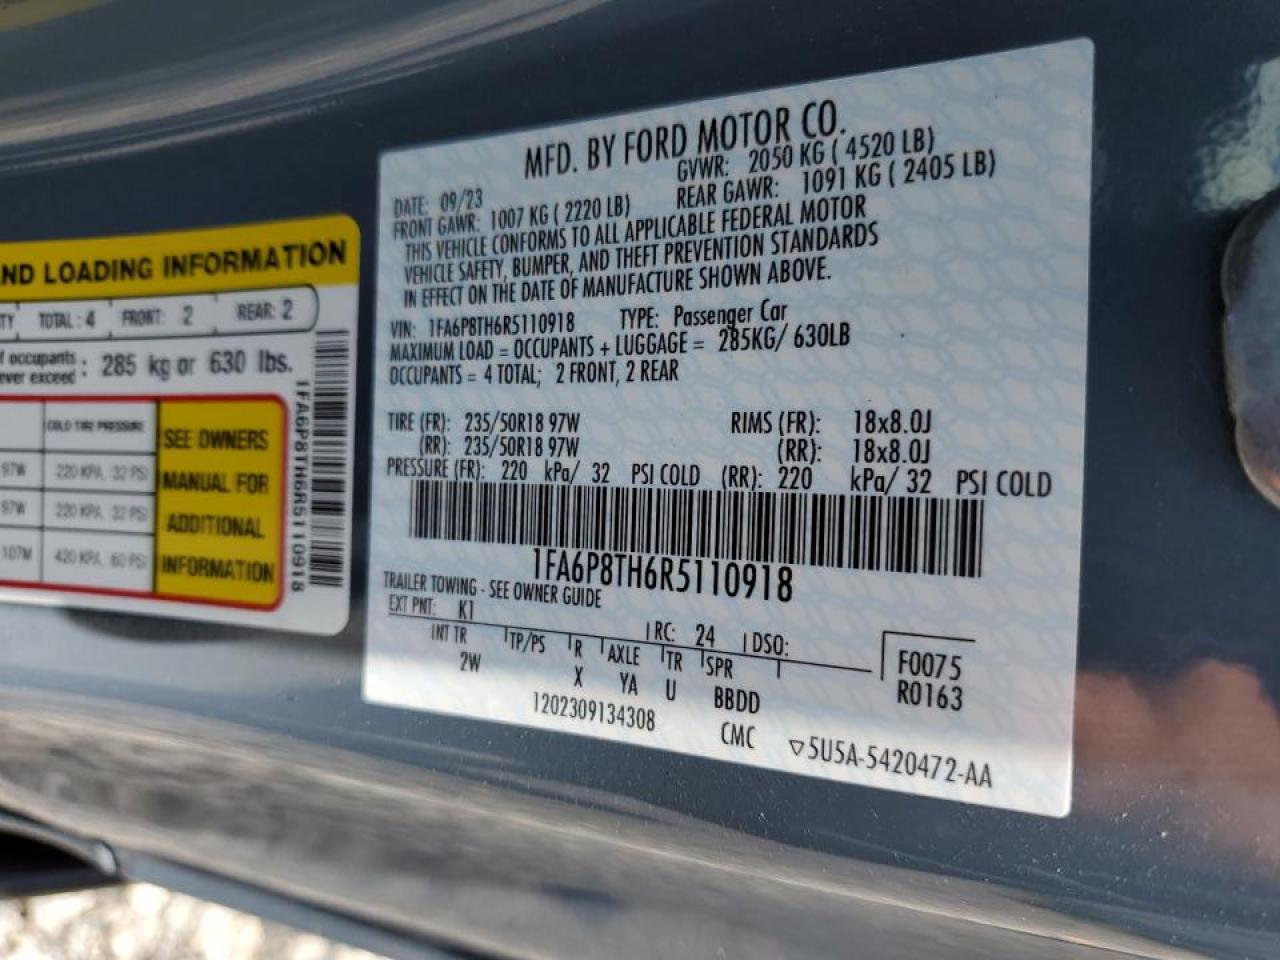 ND LOADING INFORMATION
TY TOTAL : 4 FRONT: 2 REAR: 2
f occupants
ever exceed : 285 kg or 630 lbs.
COLD TIRE PRESSURE
97W 220 KPA, 32 PSI
97W 220 KPA, 32 PSI
107M 420 KPA, 60 PSI
SEE OWNERS
MANUAL FOR
ADDITIONAL
INFORMATION
1FA6P8TH6R5110918
MFD. BY FORD MOTOR CO.
DATE: 09/23 GVWR: 2050 KG ( 4520 LB)
FRONT GAWR: 1007 KG ( 2220 LB) REAR GAWR: 1091 KG ( 2405 LB)
THIS VEHICLE CONFORMS TO ALL APPLICABLE FEDERAL MOTOR
VEHICLE SAFETY, BUMPER, AND THEFT PREVENTION STANDARDS
IN EFFECT ON THE DATE OF MANUFACTURE SHOWN ABOVE.
VIN: 1FA6P8TH6R5110918 TYPE: Passenger Car
MAXIMUM LOAD = OCCUPANTS + LUGGAGE = 285KG/ 630LB
OCCUPANTS = 4 TOTAL; 2 FRONT, 2 REAR
TIRE (FR): 235/50R18 97W RIMS (FR): 18x8.0J
(RR): 235/50R18 97W (RR): 18x8.0J
PRESSURE (FR): 220 kPa/ 32 PSI COLD (RR): 220 kPa/ 32 PSI COLD
1FA6P8TH6R5110918
TRAILER TOWING - SEE OWNER GUIDE
EXT PNT: K1 RC: 24 DSO:
INT TR TP/PS R AXLE TR SPR
2W X YA U BBDD
F0075
R0163
1202309134308 CMC ▽5U5A-5420472-AA